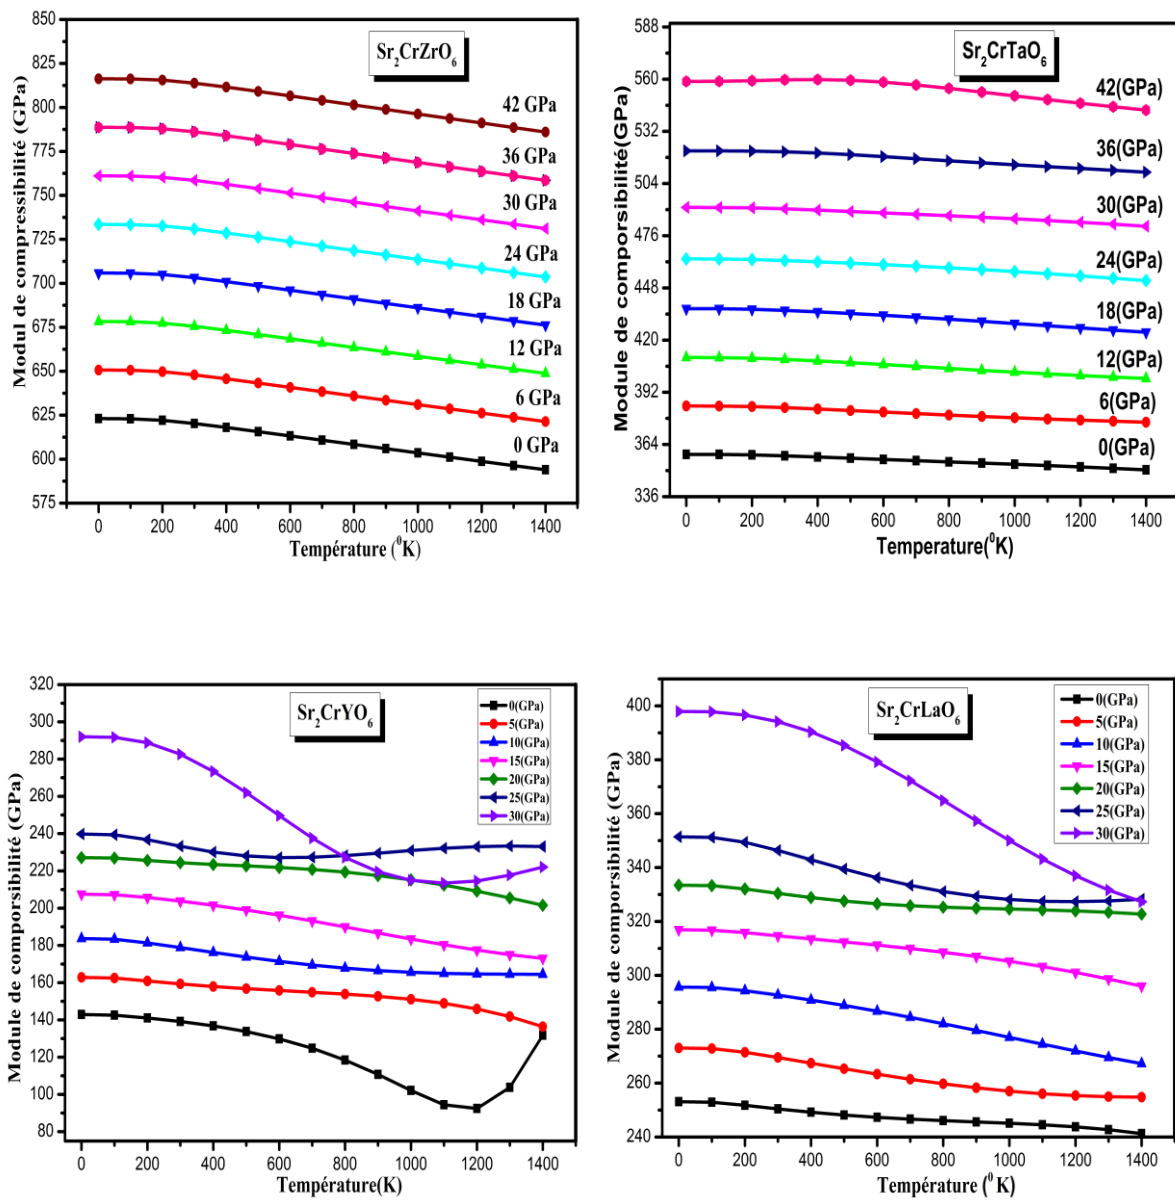 Sr₂CrZrO₆
Modul de compressibilité (GPa)
850
825
800
775
750
725
700
675
650
625
600
575
42 GPa
36 GPa
30 GPa
24 GPa
18 GPa
12 GPa
6 GPa
0 GPa
0 200 400 600 800 1000 1200 1400
Température (⁰K)
Sr₂CrTaO₆
Module de comporsibilité(GPa)
588
560
532
504
476
448
420
392
364
336
42(GPa)
36(GPa)
30(GPa)
24(GPa)
18(GPa)
12(GPa)
6(GPa)
0(GPa)
0 200 400 600 800 1000 1200 1400
Temperature(⁰K)
Sr₂CrYO₆
Module de comporsibilité (GPa)
320
300
280
260
240
220
200
180
160
140
120
100
80
0(GPa)
5(GPa)
10(GPa)
15(GPa)
20(GPa)
25(GPa)
30(GPa)
0 200 400 600 800 1000 1200 1400
Température(K)
Sr₂CrLaO₆
Module de comporsibilité (GPa)
400
380
360
340
320
300
280
260
240
0(GPa)
5(GPa)
10(GPa)
15(GPa)
20(GPa)
25(GPa)
30(GPa)
0 200 400 600 800 1000 1200 1400
Température (⁰K)